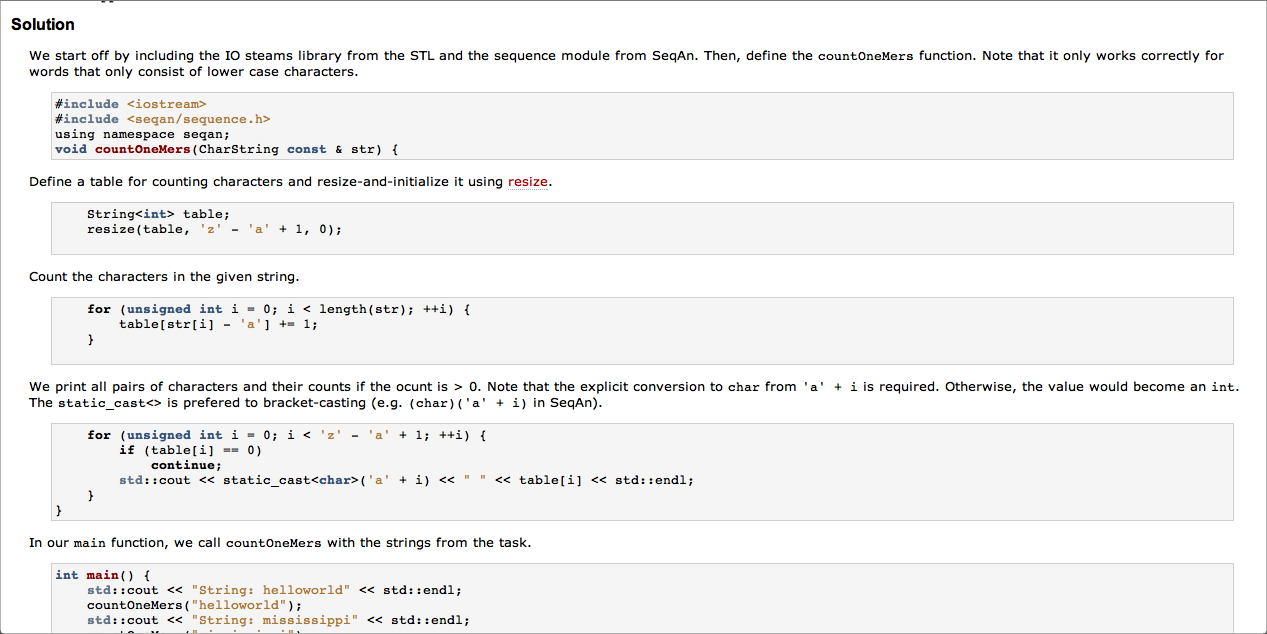 Solution
We start off by including the IO steams library from the STL and the sequence module from SeqAn. Then, define the countOneMers function. Note that it only works correctly for
words that only consist of lower case characters.
#include <iostream>
#include <seqan/sequence.h>
using namespace seqan;
void countOneMers(CharString const & str) {
Define a table for counting characters and resize-and-initialize it using resize.
    String<int> table;
    resize(table, 'z' - 'a' + 1, 0);
Count the characters in the given string.
    for (unsigned int i = 0; i < length(str); ++i) {
        table[str[i] - 'a'] += 1;
    }
We print all pairs of characters and their counts if the ocunt is > 0. Note that the explicit conversion to char from 'a' + i is required. Otherwise, the value would become an int.
The static_cast<> is prefered to bracket-casting (e.g. (char)('a' + i) in SeqAn).
    for (unsigned int i = 0; i < 'z' - 'a' + 1; ++i) {
        if (table[i] == 0)
            continue;
        std::cout << static_cast<char>('a' + i) << " " << table[i] << std::endl;
    }
}
In our main function, we call countOneMers with the strings from the task.
int main() {
    std::cout << "String: helloworld" << std::endl;
    countOneMers("helloworld");
    std::cout << "String: mississippi" << std::endl;